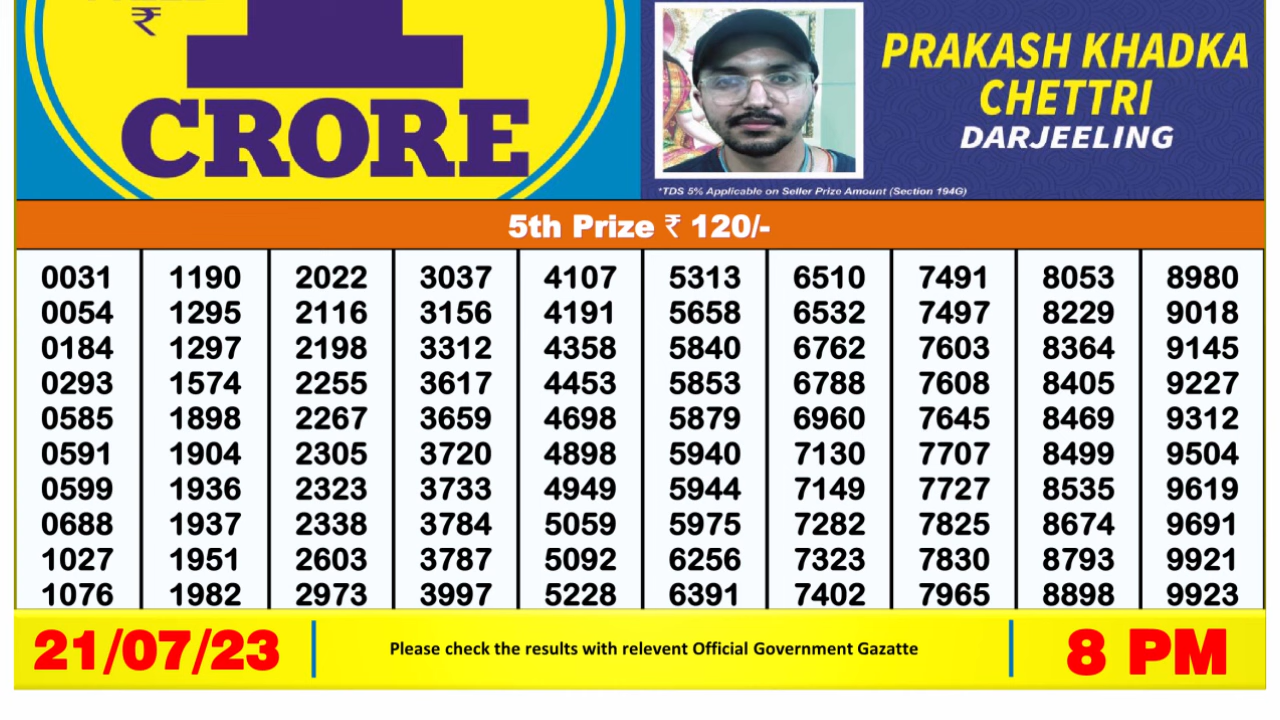 ₹
1
CRORE
PRAKASH KHADKA
CHETTRI
DARJEELING
*TDS 5% Applicable on Seller Prize Amount (Section 194G)
5th Prize ₹ 120/-
0031 1190 2022 3037 4107 5313 6510 7491 8053 8980
0054 1295 2116 3156 4191 5658 6532 7497 8229 9018
0184 1297 2198 3312 4358 5840 6762 7603 8364 9145
0293 1574 2255 3617 4453 5853 6788 7608 8405 9227
0585 1898 2267 3659 4698 5879 6960 7645 8469 9312
0591 1904 2305 3720 4898 5940 7130 7707 8499 9504
0599 1936 2323 3733 4949 5944 7149 7727 8535 9619
0688 1937 2338 3784 5059 5975 7282 7825 8674 9691
1027 1951 2603 3787 5092 6256 7323 7830 8793 9921
1076 1982 2973 3997 5228 6391 7402 7965 8898 9923
21/07/23 Please check the results with relevent Official Government Gazatte 8 PM